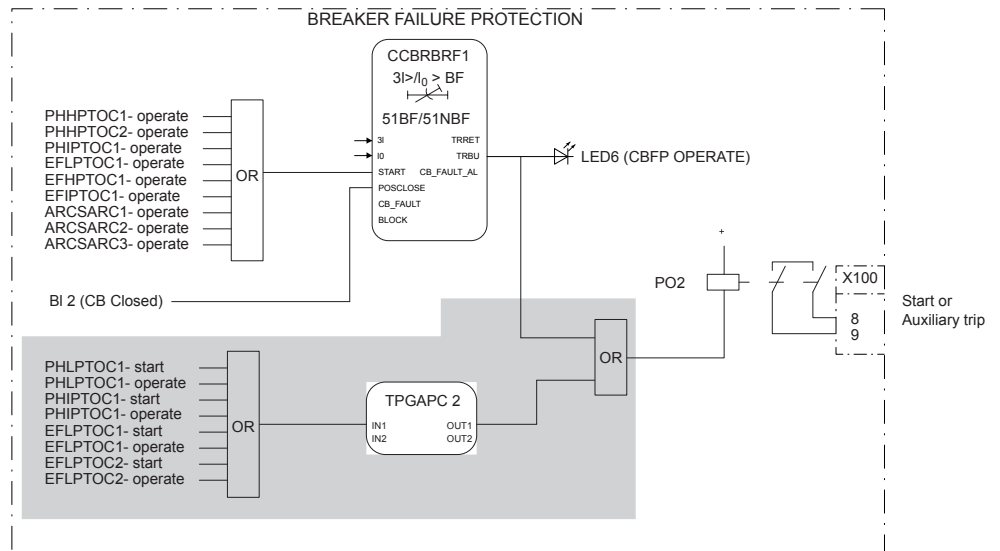 BREAKER FAILURE PROTECTION
CCBRBRF1
3I>/I₀ > BF
51BF/51NBF
3I
I0
START
POSCLOSE
CB_FAULT
BLOCK
TRRET
TRBU
CB_FAULT_AL
PHHPTOC1- operate
PHHPTOC2- operate
PHIPTOC1- operate
EFLPTOC1- operate
EFHPTOC1- operate
EFIPTOC1- operate
ARCSARC1- operate
ARCSARC2- operate
ARCSARC3- operate
OR
LED6 (CBFP OPERATE)
BI 2 (CB Closed)
+
PO2
X100
8
9
Start or
Auxiliary trip
OR
PHLPTOC1- start
PHLPTOC1- operate
PHIPTOC1- start
PHIPTOC1- operate
EFLPTOC1- start
EFLPTOC1- operate
EFLPTOC2- start
EFLPTOC2- operate
OR
TPGAPC 2
IN1
IN2
OUT1
OUT2